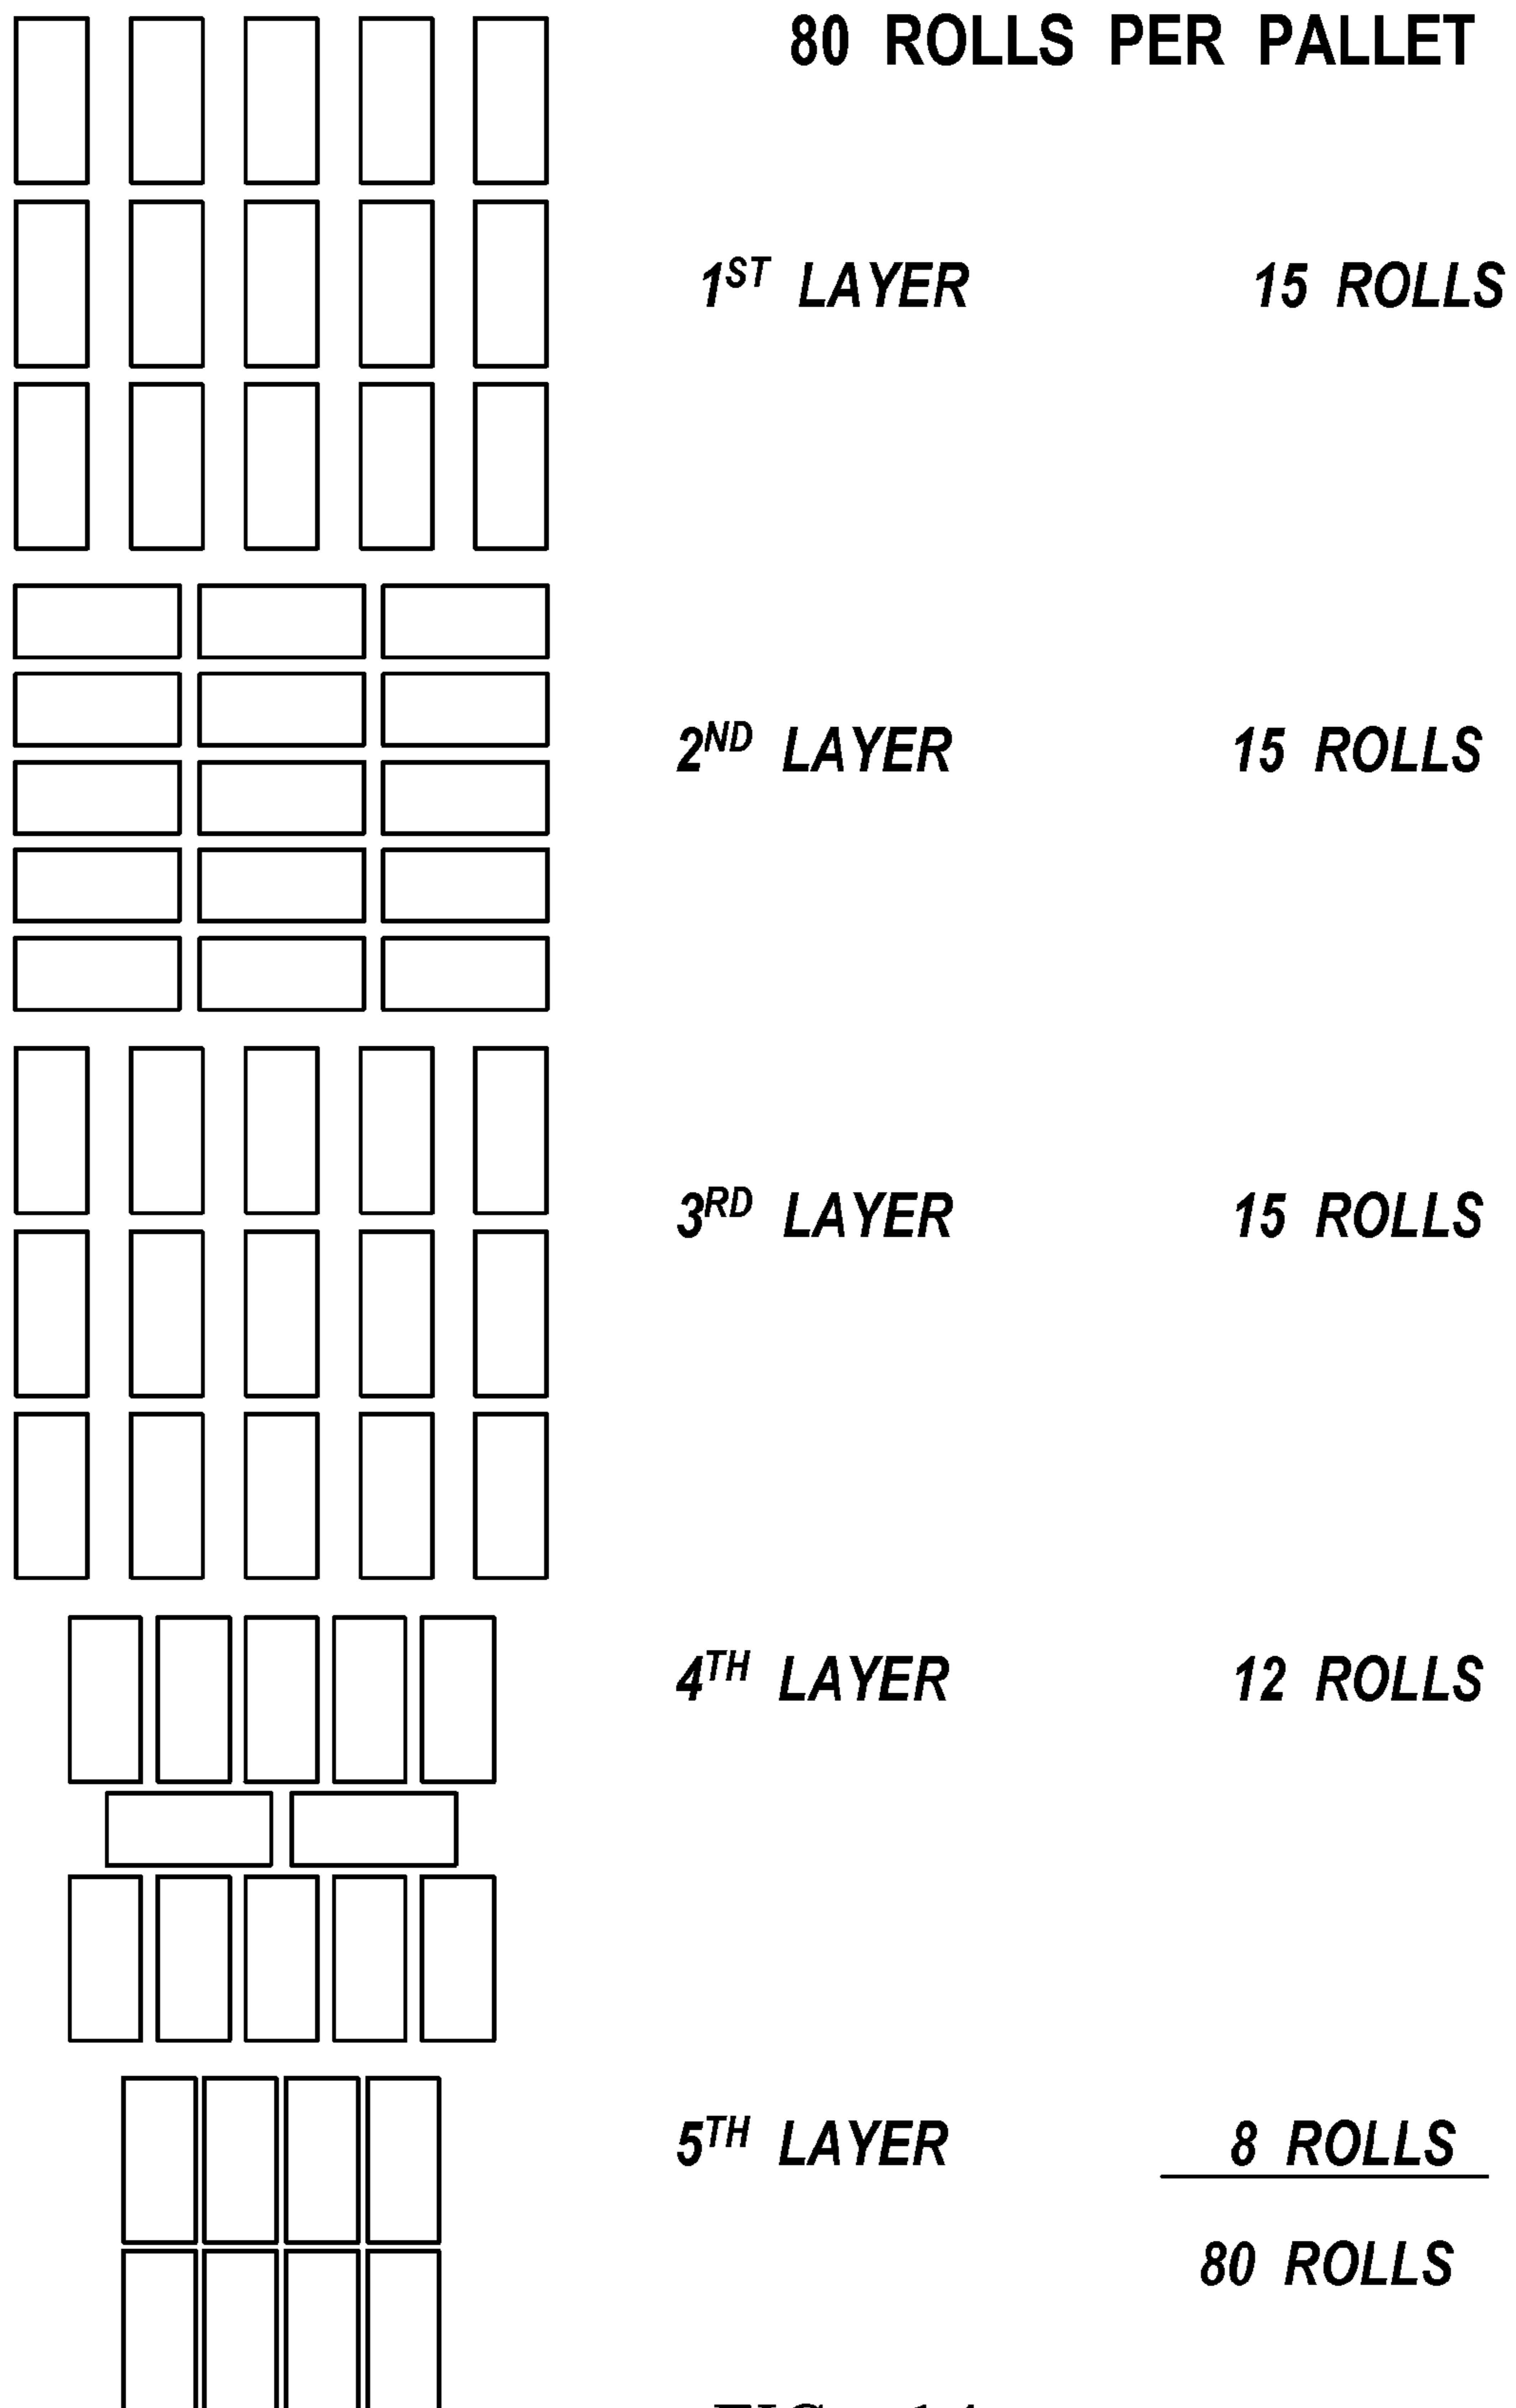 80 ROLLS PER PALLET
1ST LAYER 15 ROLLS
2ND LAYER 15 ROLLS
3RD LAYER 15 ROLLS
4TH LAYER 12 ROLLS
5TH LAYER 8 ROLLS
80 ROLLS